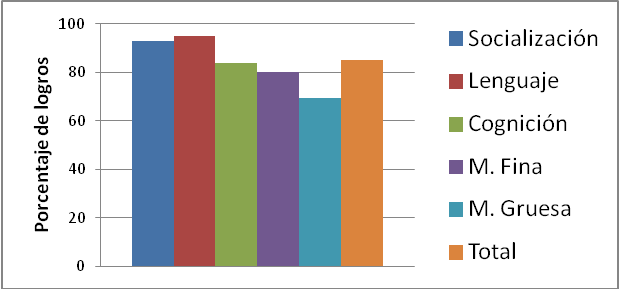 Porcentaje de logros
100
80
60
40
20
0
Socialización
Lenguaje
Cognición
M. Fina
M. Gruesa
Total